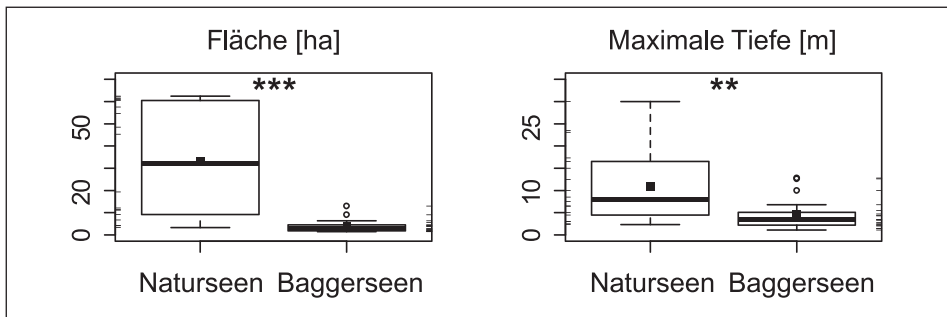 Fläche [ha]
***
50
20
0
Naturseen Baggerseen
Maximale Tiefe [m]
**
25
10
0
Naturseen Baggerseen